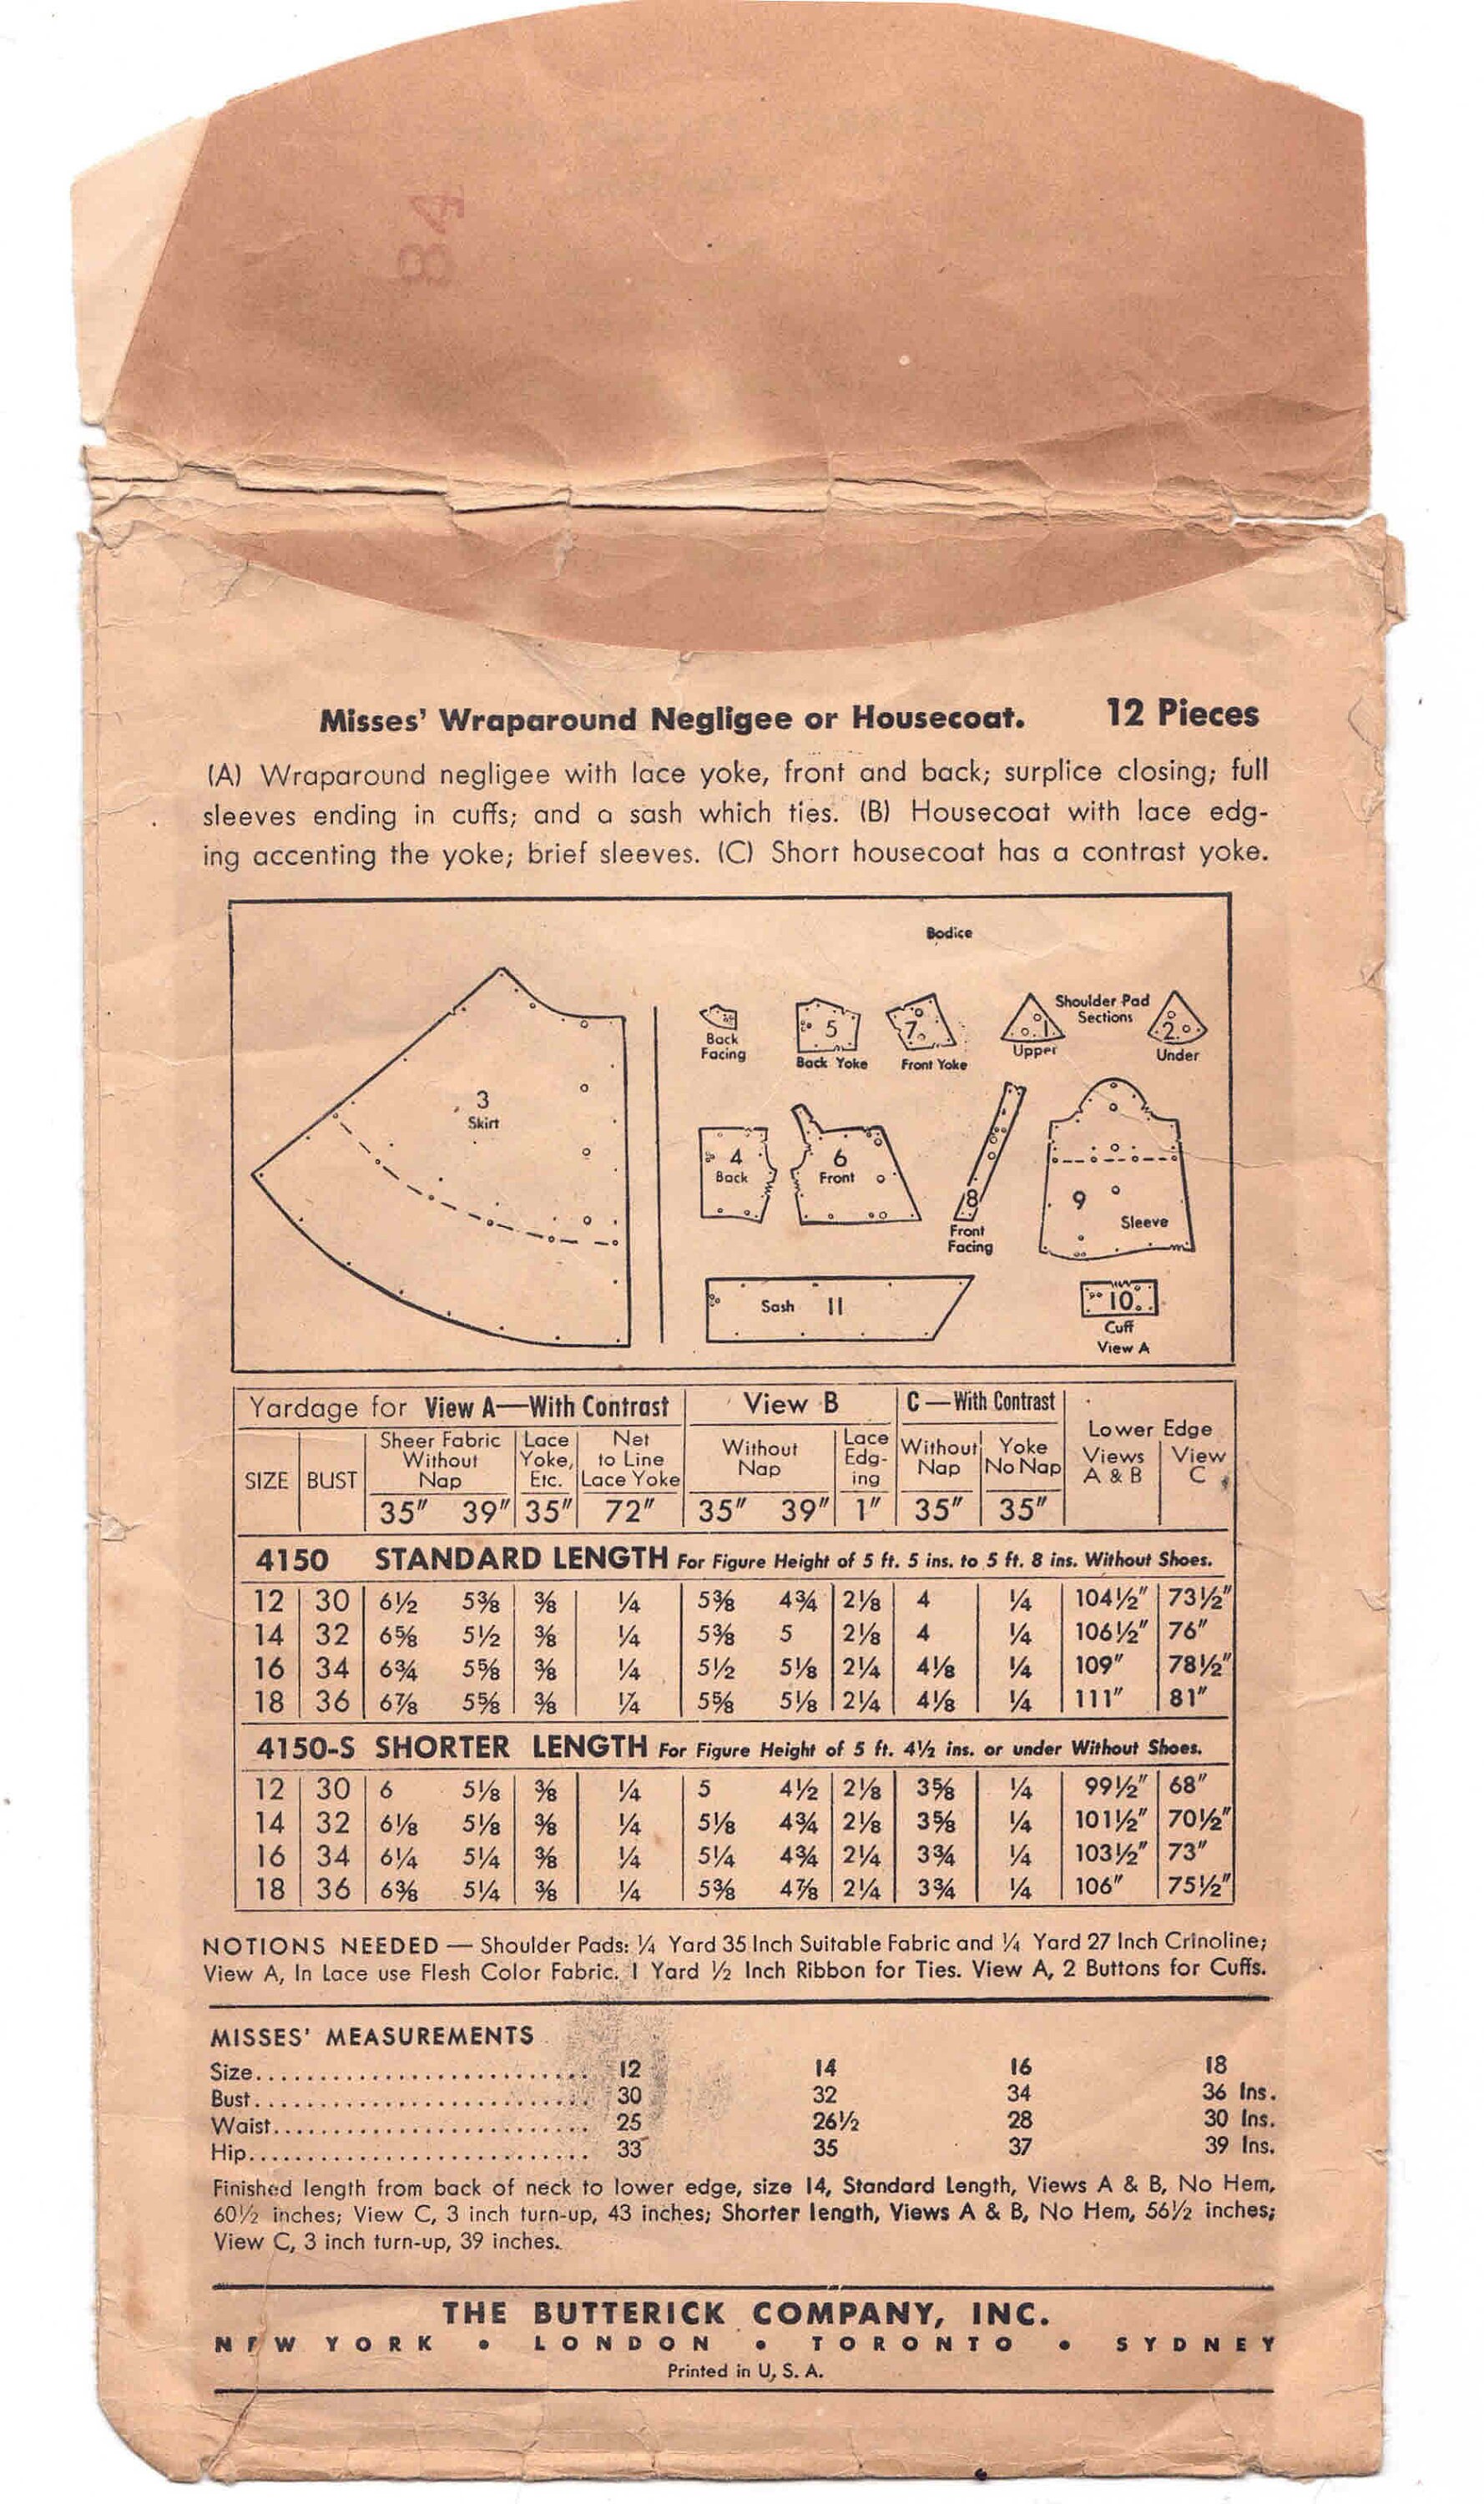 84
Misses' Wraparound Negligee or Housecoat. 12 Pieces
(A) Wraparound negligee with lace yoke, front and back; surplice closing; full
sleeves ending in cuffs; and a sash which ties. (B) Housecoat with lace edg-
ing accenting the yoke; brief sleeves. (C) Short housecoat has a contrast yoke.
Bodice
3
Skirt
Back
Facing
5
Back Yoke
7
Front Yoke
Shoulder Pad
Sections
1
Upper
2
Under
4
Back
6
Front
8
Front
Facing
9
Sleeve
Sash 11
10
Cuff
View A
Yardage for View A—With Contrast View B C—With Contrast Lower Edge
SIZE BUST Sheer Fabric Without Nap Lace Yoke, Etc. Net to Line Lace Yoke Without Nap Lace Edg- ing Without Nap Yoke No Nap Views A & B View C
35" 39" 35" 72" 35" 39" 1" 35" 35"
4150 STANDARD LENGTH For Figure Height of 5 ft. 5 ins. to 5 ft. 8 ins. Without Shoes.
12 30 6½ 5⅜ ⅜ ¼ 5⅜ 4¾ 2⅛ 4 ¼ 104½" 73½"
14 32 6⅝ 5½ ⅜ ¼ 5⅜ 5 2⅛ 4 ¼ 106½" 76"
16 34 6¾ 5⅝ ⅜ ¼ 5½ 5⅛ 2¼ 4⅛ ¼ 109" 78½"
18 36 6⅞ 5⅝ ⅜ ¼ 5⅝ 5⅛ 2¼ 4⅛ ¼ 111" 81"
4150-S SHORTER LENGTH For Figure Height of 5 ft. 4½ ins. or under Without Shoes.
12 30 6 5⅛ ⅜ ¼ 5 4½ 2⅛ 3⅝ ¼ 99½" 68"
14 32 6⅛ 5⅛ ⅜ ¼ 5⅛ 4¾ 2⅛ 3⅝ ¼ 101½" 70½"
16 34 6¼ 5¼ ⅜ ¼ 5¼ 4¾ 2¼ 3¾ ¼ 103½" 73"
18 36 6⅜ 5¼ ⅜ ¼ 5⅜ 4⅞ 2¼ 3¾ ¼ 106" 75½"
NOTIONS NEEDED — Shoulder Pads: ¼ Yard 35 Inch Suitable Fabric and ¼ Yard 27 Inch Crinoline;
View A, In Lace use Flesh Color Fabric. 1 Yard ½ Inch Ribbon for Ties. View A, 2 Buttons for Cuffs.
MISSES' MEASUREMENTS
Size............................ 12 14 16 18
Bust............................ 30 32 34 36 Ins.
Waist........................... 25 26½ 28 30 Ins.
Hip............................. 33 35 37 39 Ins.
Finished length from back of neck to lower edge, size 14, Standard Length, Views A & B, No Hem,
60½ inches; View C, 3 inch turn-up, 43 inches; Shorter length, Views A & B, No Hem, 56½ inches;
View C, 3 inch turn-up, 39 inches.
THE BUTTERICK COMPANY, INC.
NEW YORK • LONDON • TORONTO • SYDNEY
Printed in U. S. A.